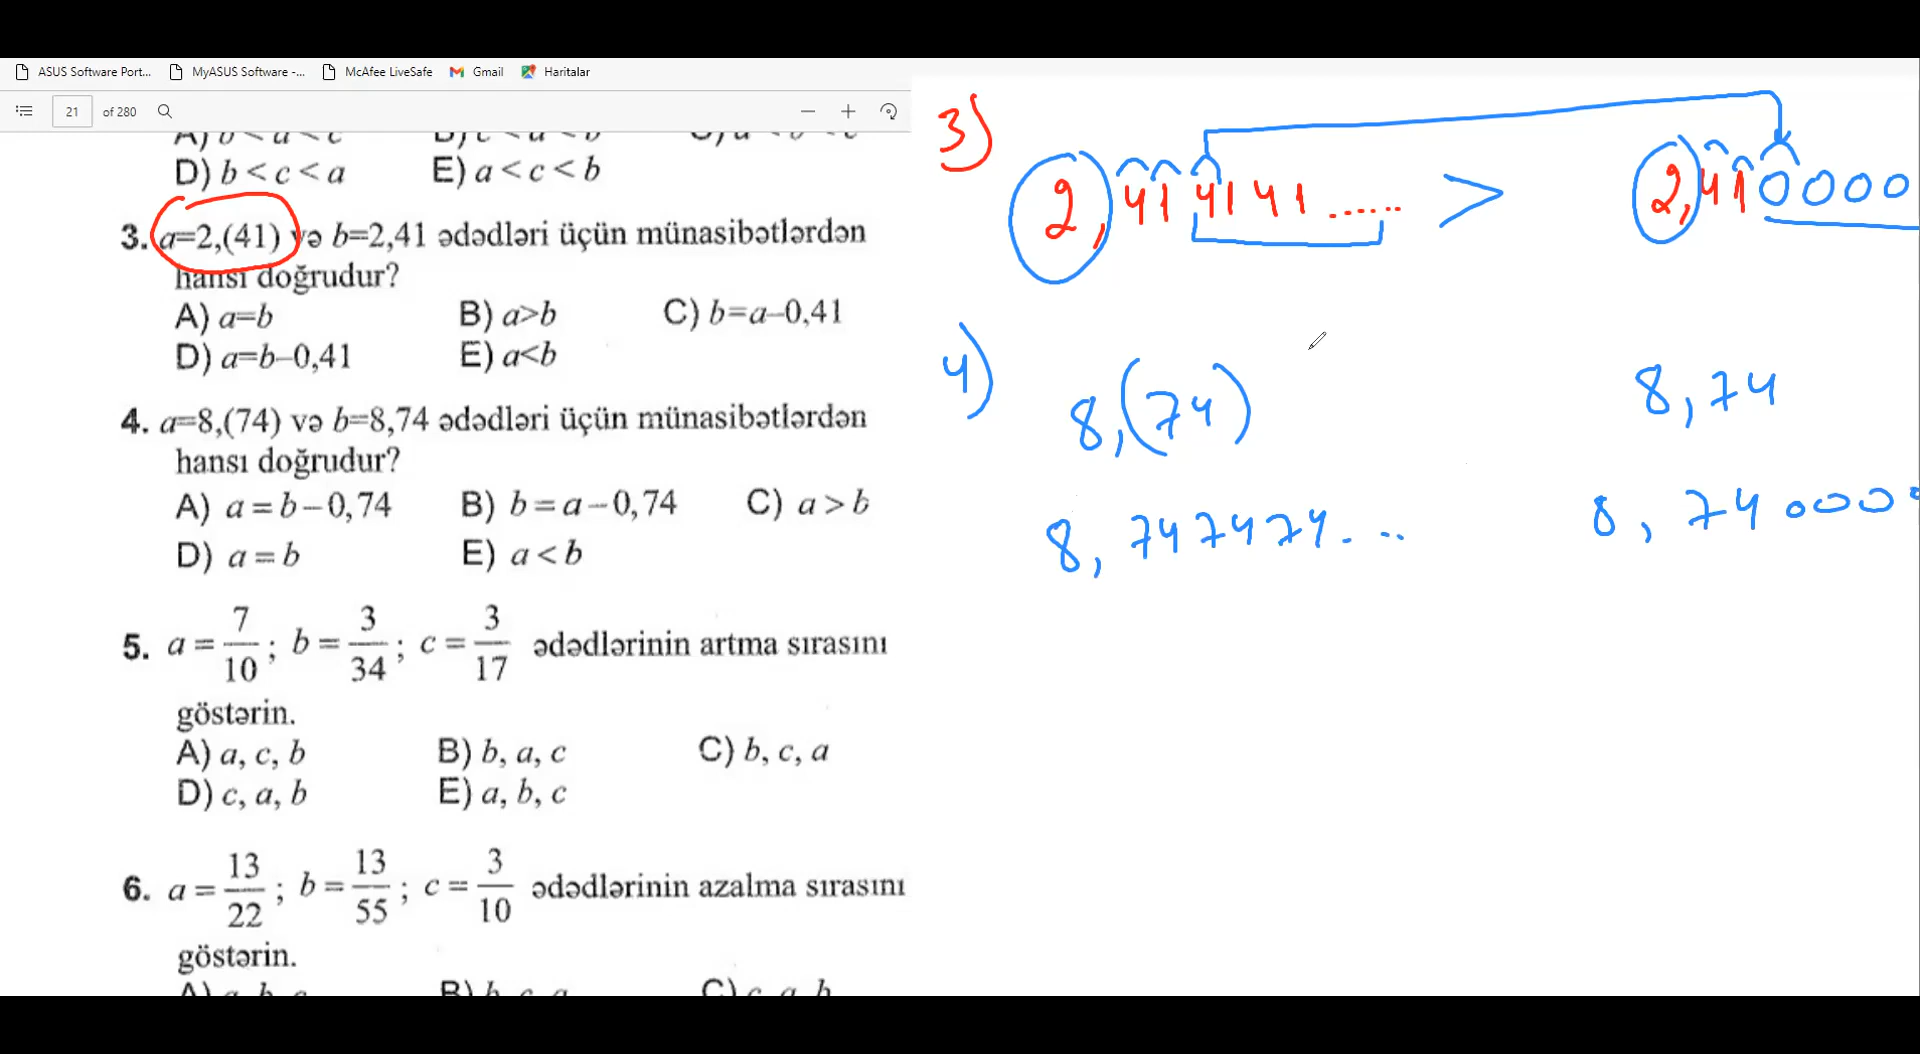 ASUS Software Port... MyASUS Software -... McAfee LiveSafe Gmail Haritalar
21 of 280
A) b < a < c
D) b < c < a E) a < c < b
3. a=2,(41) və b=2,41 ədədləri üçün münasibətlərdən
hansı doğrudur?
A) a=b B) a>b C) b=a–0,41
D) a=b–0,41 E) a<b
4. a=8,(74) və b=8,74 ədədləri üçün münasibətlərdən
hansı doğrudur?
A) a = b – 0,74 B) b = a – 0,74 C) a > b
D) a = b E) a < b
5. a = 7/10 ; b = 3/34 ; c = 3/17 ədədlərinin artma sırasını
göstərin.
A) a, c, b B) b, a, c C) b, c, a
D) c, a, b E) a, b, c
6. a = 13/22 ; b = 13/55 ; c = 3/10 ədədlərinin azalma sırasını
göstərin.
3)
2,414141...... > 2,410000
4)
8,(74) 8,74
8,747474... 8,740000